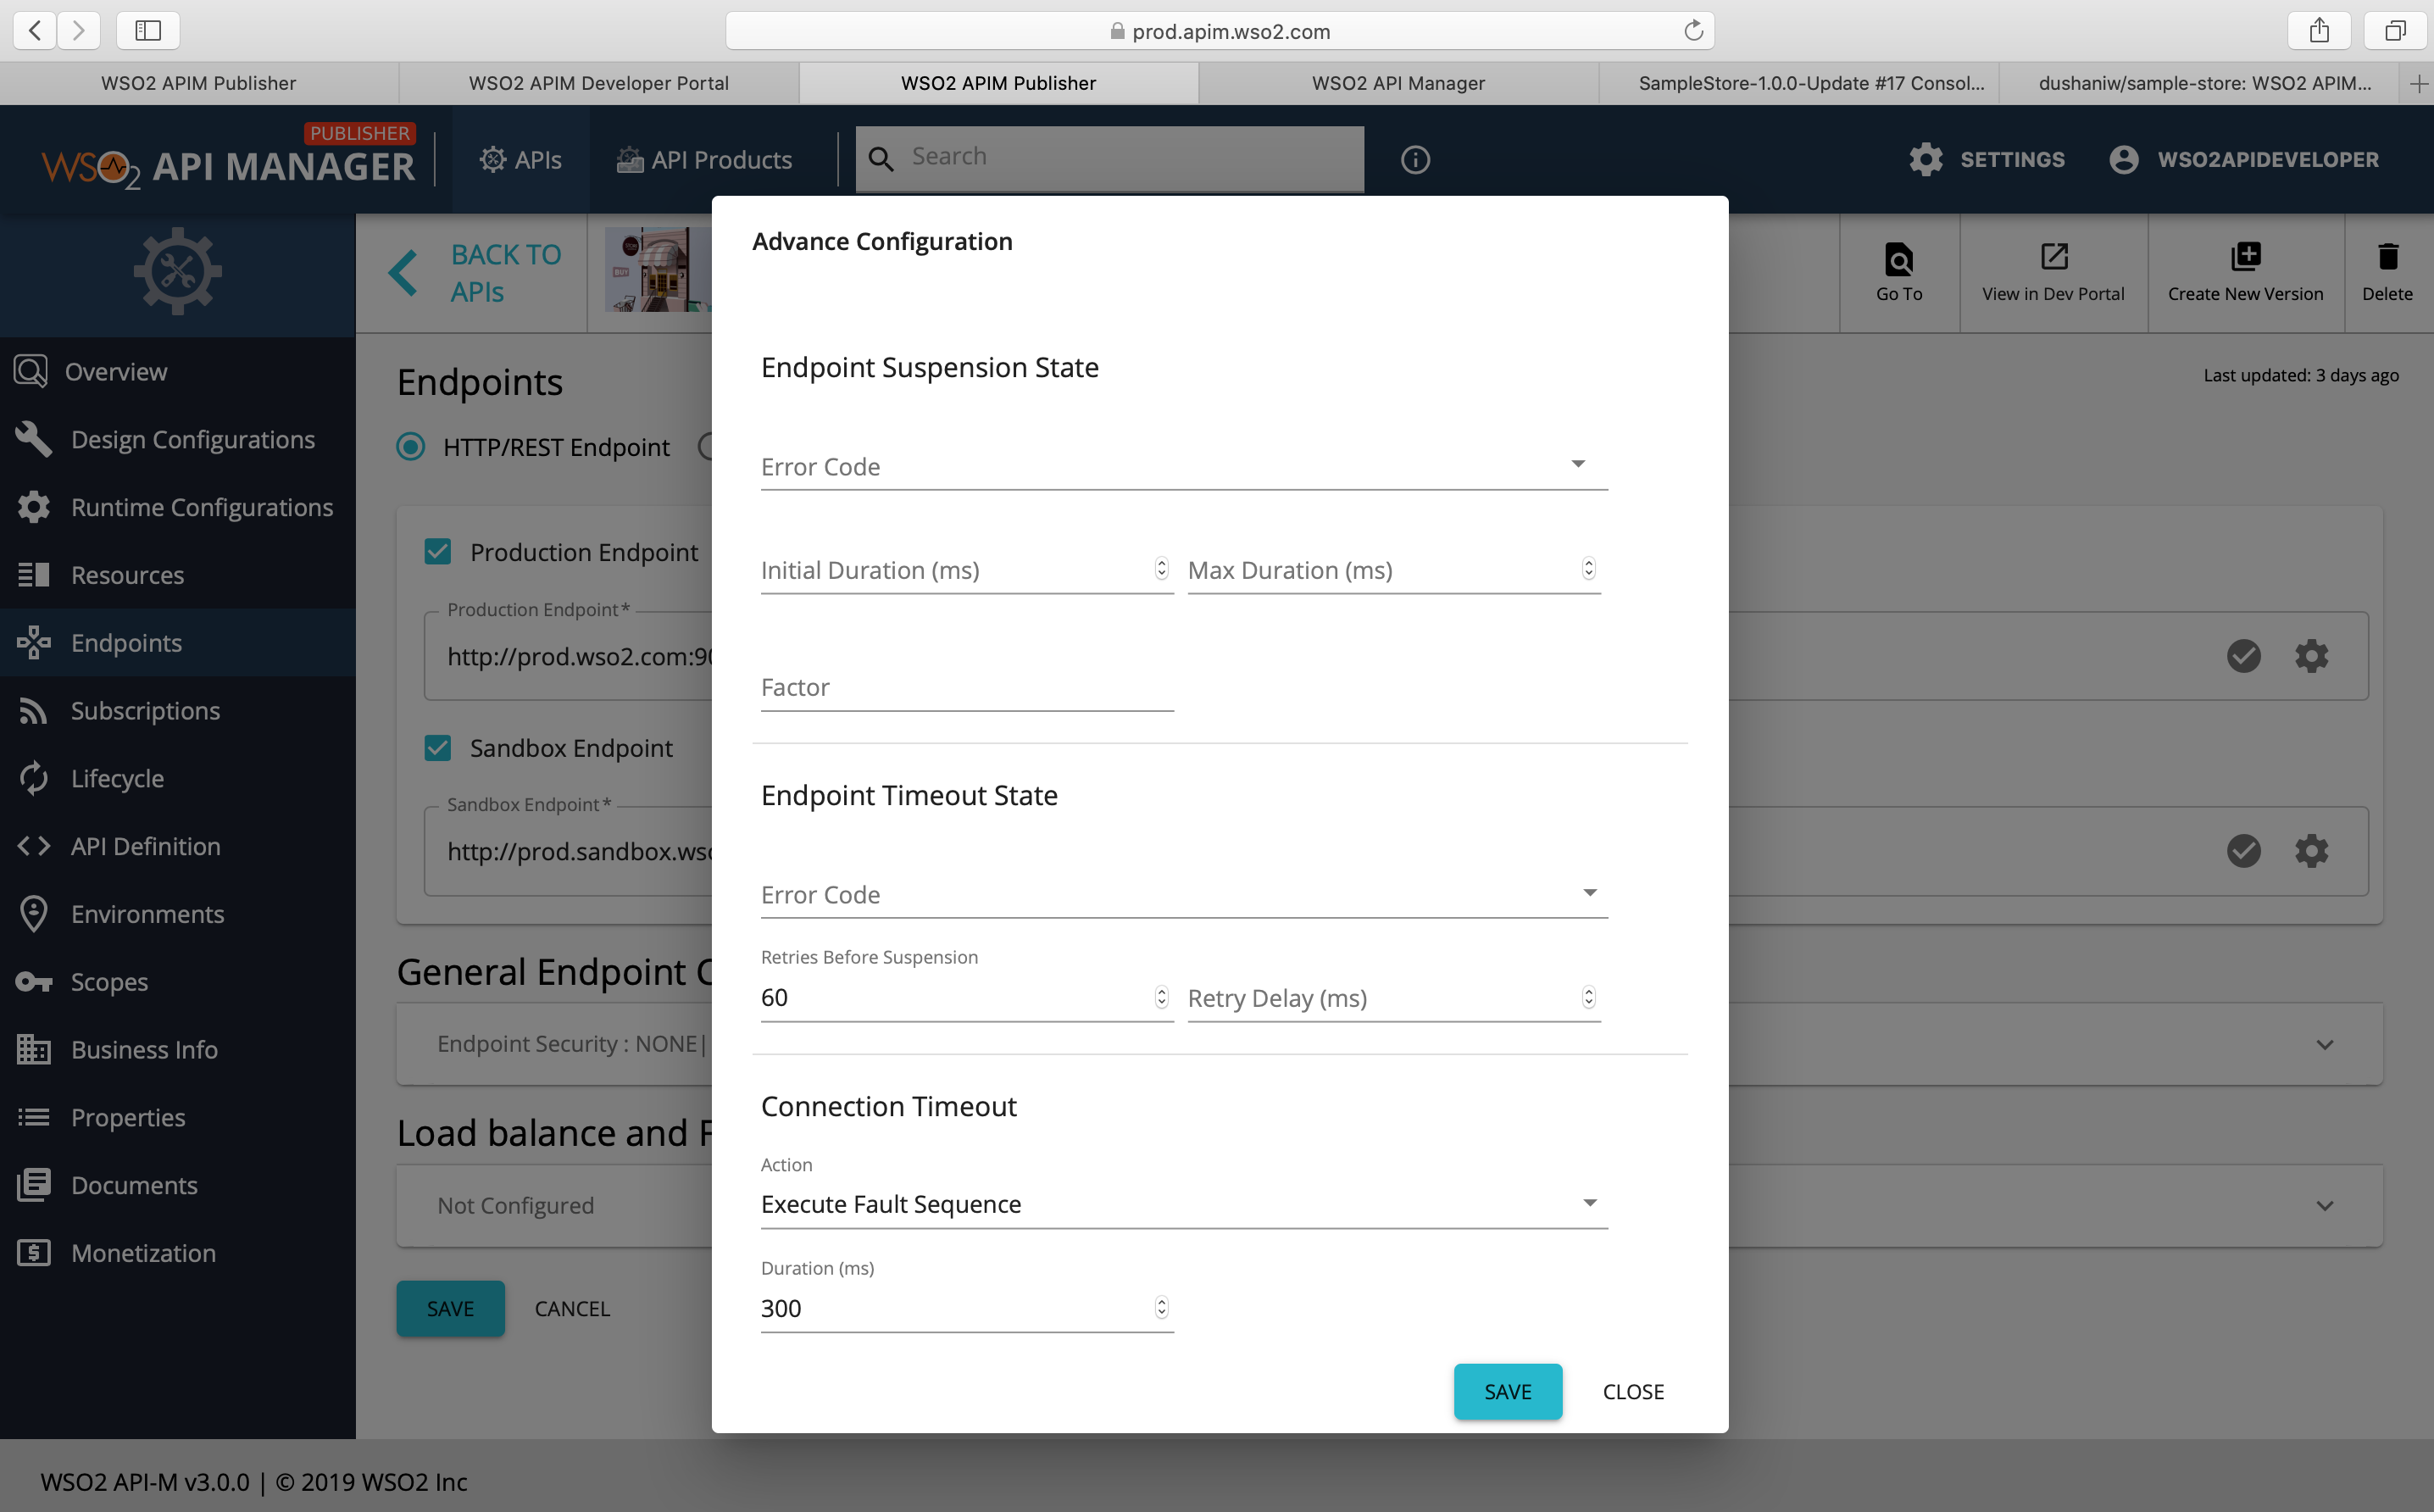 prod.apim.wso2.com
WSO2 APIM Publisher
WSO2 APIM Developer Portal
WSO2 APIM Publisher
WSO2 API Manager
SampleStore-1.0.0-Update #17 Consol...
dushaniw/sample-store: WSO2 APIM...
PUBLISHER
WSO2 API MANAGER
APIs
API Products
Search
SETTINGS
WSO2APIDEVELOPER
BACK TO
APIs
BUY
Go To
View in Dev Portal
Create New Version
Delete
Overview
Design Configurations
Runtime Configurations
Resources
Endpoints
Subscriptions
Lifecycle
API Definition
Environments
Scopes
Business Info
Properties
Documents
Monetization
Endpoints
Last updated: 3 days ago
HTTP/REST Endpoint
Production Endpoint
Production Endpoint*
http://prod.wso2.com:90
Sandbox Endpoint
Sandbox Endpoint*
http://prod.sandbox.wso
General Endpoint C
Endpoint Security : NONE|
Load balance and F
Not Configured
SAVE
CANCEL
Advance Configuration
Endpoint Suspension State
Error Code
Initial Duration (ms)
Max Duration (ms)
Factor
Endpoint Timeout State
Error Code
Retries Before Suspension
60
Retry Delay (ms)
Connection Timeout
Action
Execute Fault Sequence
Duration (ms)
300
SAVE
CLOSE
WSO2 API-M v3.0.0 | © 2019 WSO2 Inc